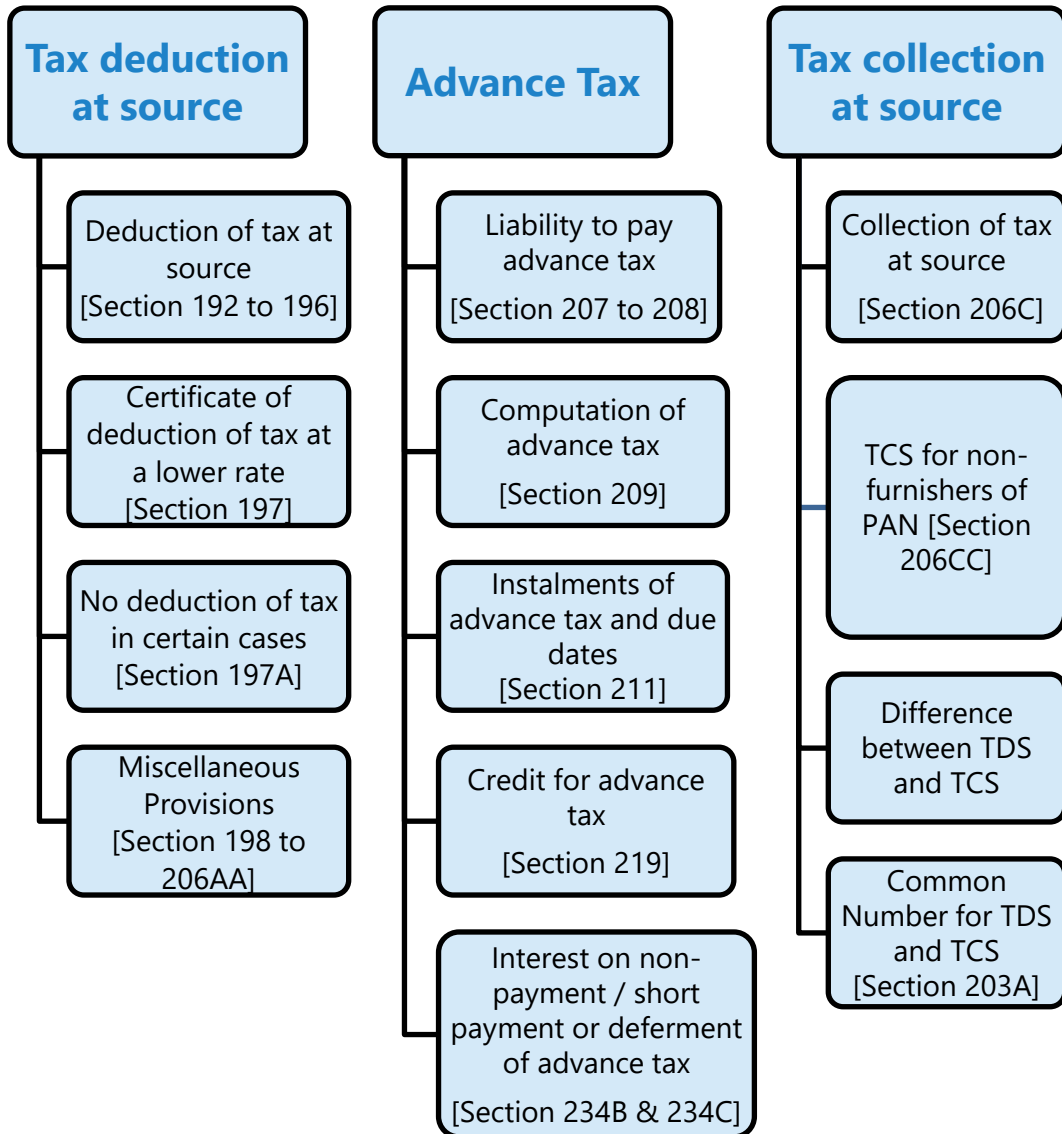 Tax deduction
at source
Deduction of tax at
source
[Section 192 to 196]
Certificate of
deduction of tax at
a lower rate
[Section 197]
No deduction of tax
in certain cases
[Section 197A]
Miscellaneous
Provisions
[Section 198 to
206AA]
Advance Tax
Liability to pay
advance tax
[Section 207 to 208]
Computation of
advance tax
[Section 209]
Instalments of
advance tax and due
dates
[Section 211]
Credit for advance
tax
[Section 219]
Interest on non-
payment / short
payment or deferment
of advance tax
[Section 234B & 234C]
Tax collection
at source
Collection of tax
at source
[Section 206C]
TCS for non-
furnishers of
PAN [Section
206CC]
Difference
between TDS
and TCS
Common
Number for TDS
and TCS
[Section 203A]